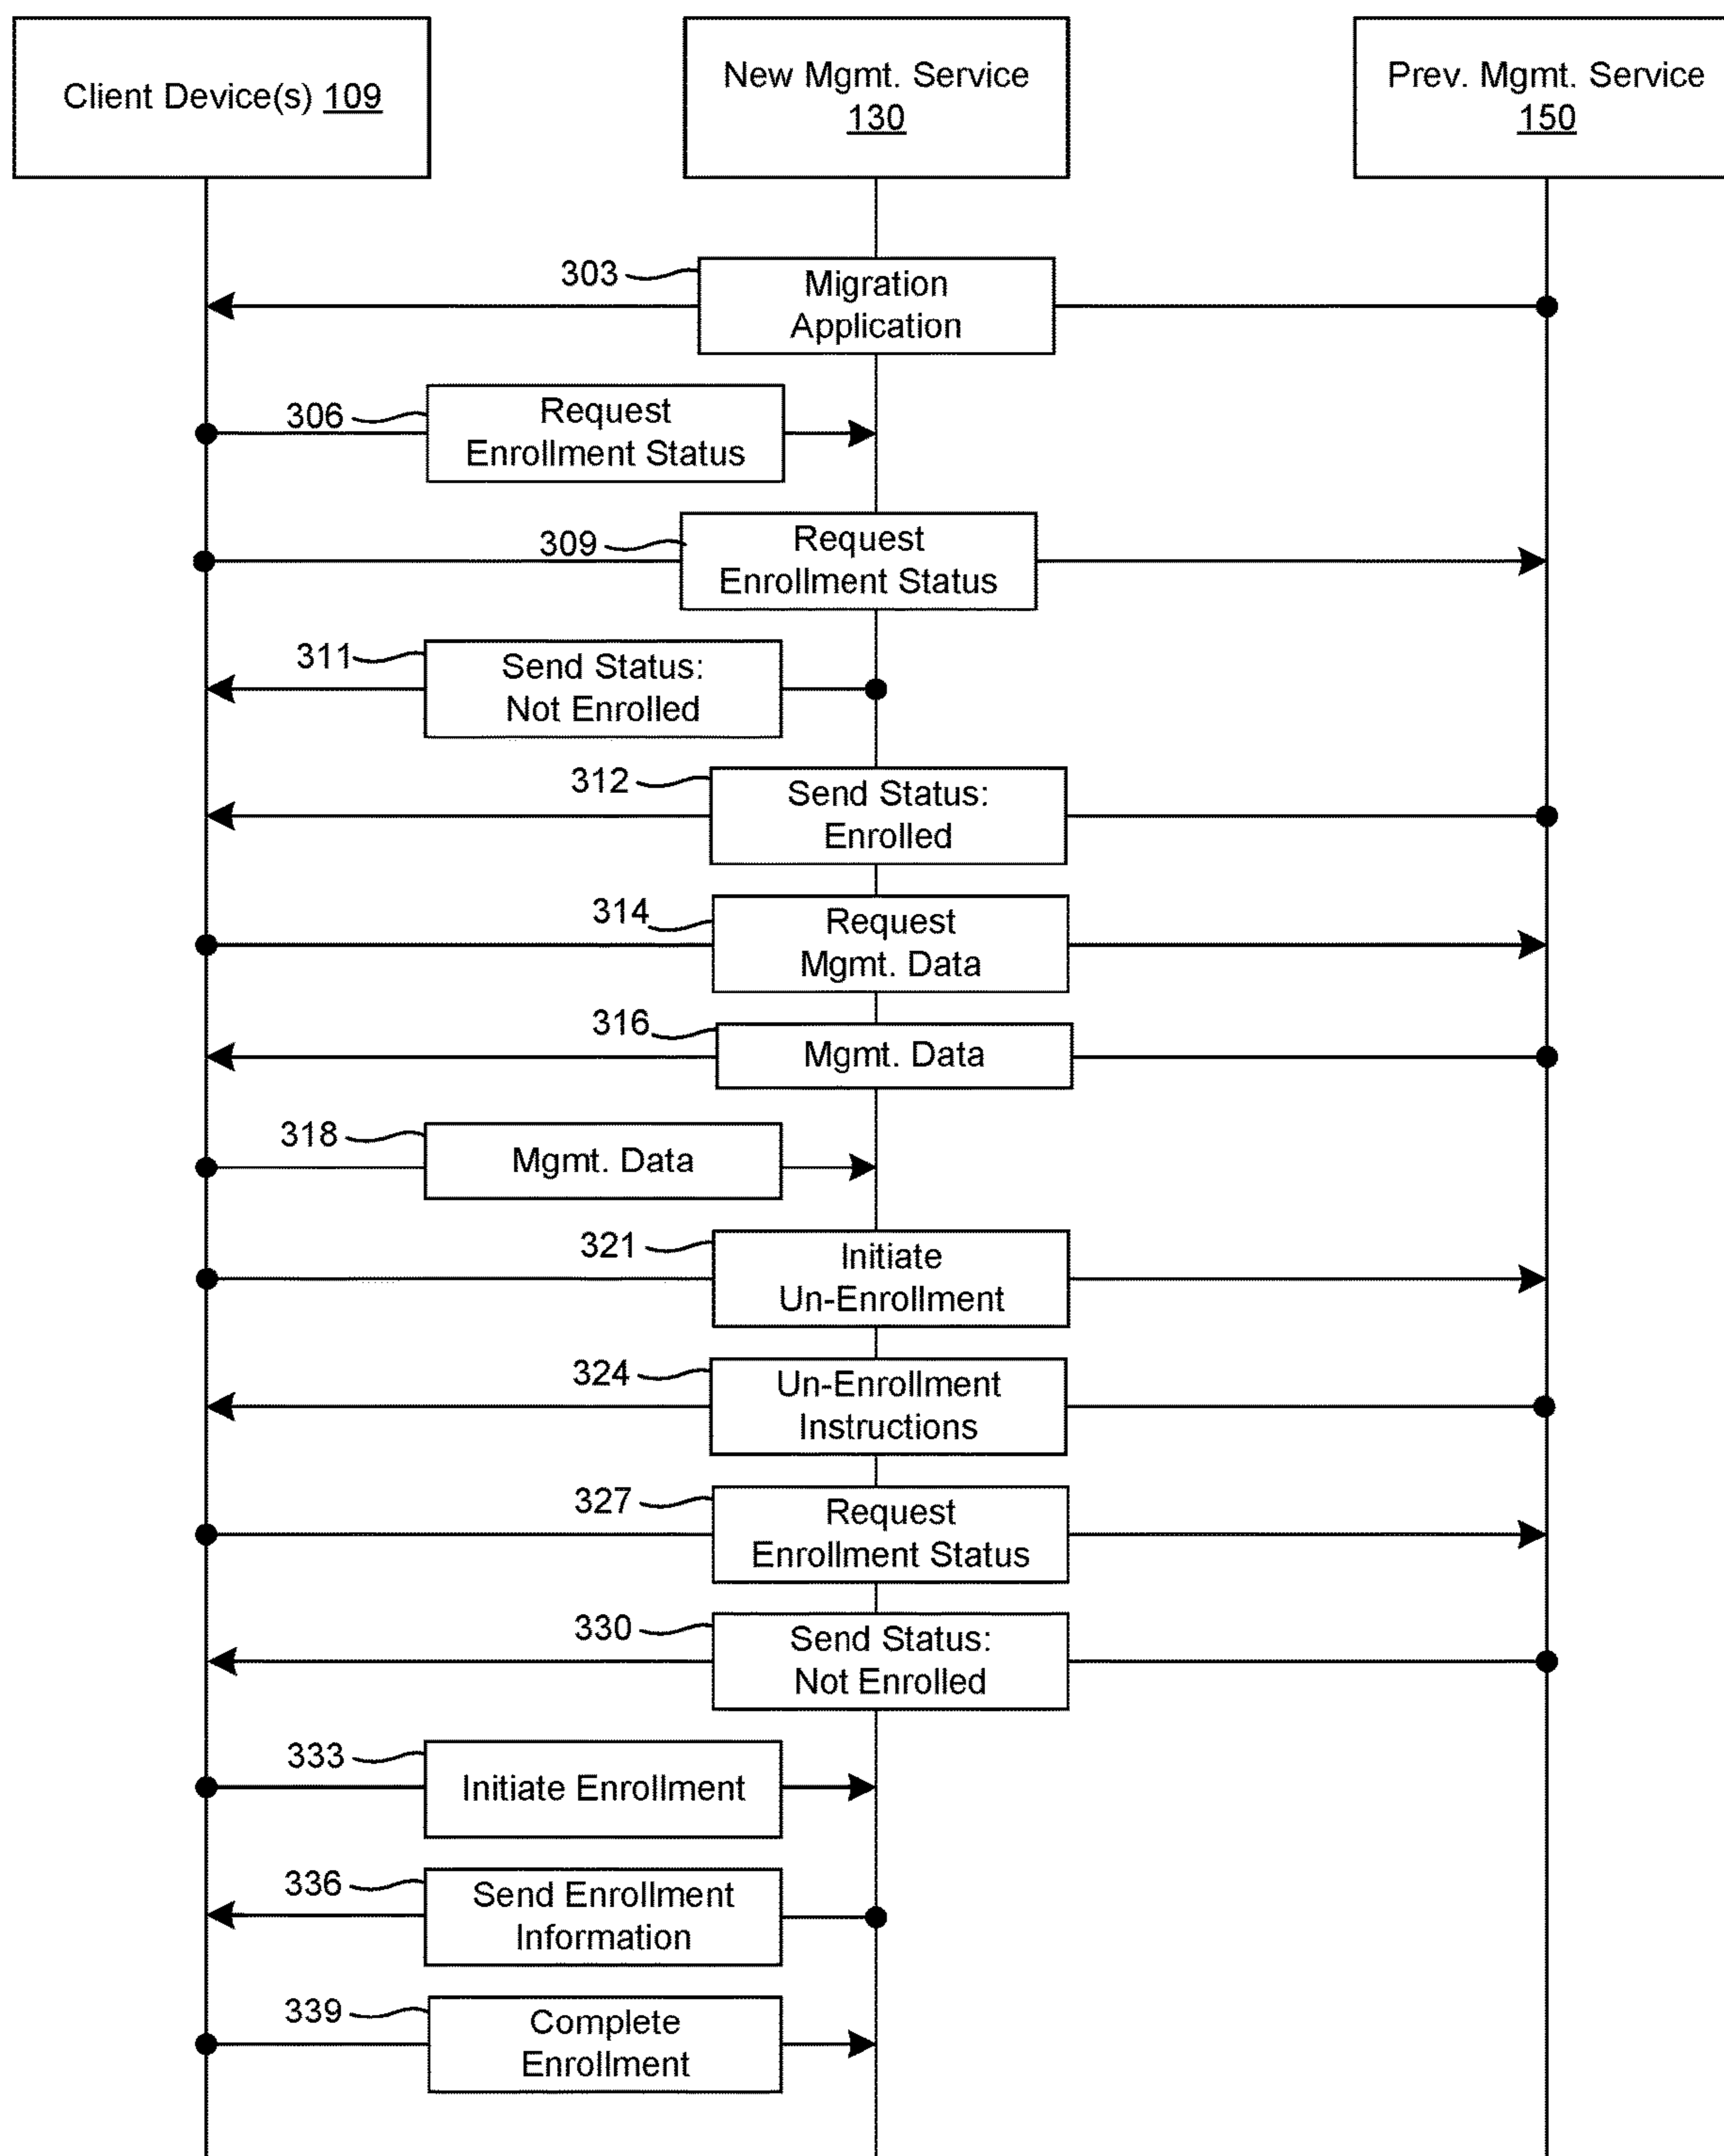 Client Device(s) 109
New Mgmt. Service
130
Prev. Mgmt. Service
150
303
Migration
Application
306
Request
Enrollment Status
309
Request
Enrollment Status
311
Send Status:
Not Enrolled
312
Send Status:
Enrolled
314
Request
Mgmt. Data
316
Mgmt. Data
318
Mgmt. Data
321
Initiate
Un-Enrollment
324
Un-Enrollment
Instructions
327
Request
Enrollment Status
330
Send Status:
Not Enrolled
333
Initiate Enrollment
336
Send Enrollment
Information
339
Complete
Enrollment